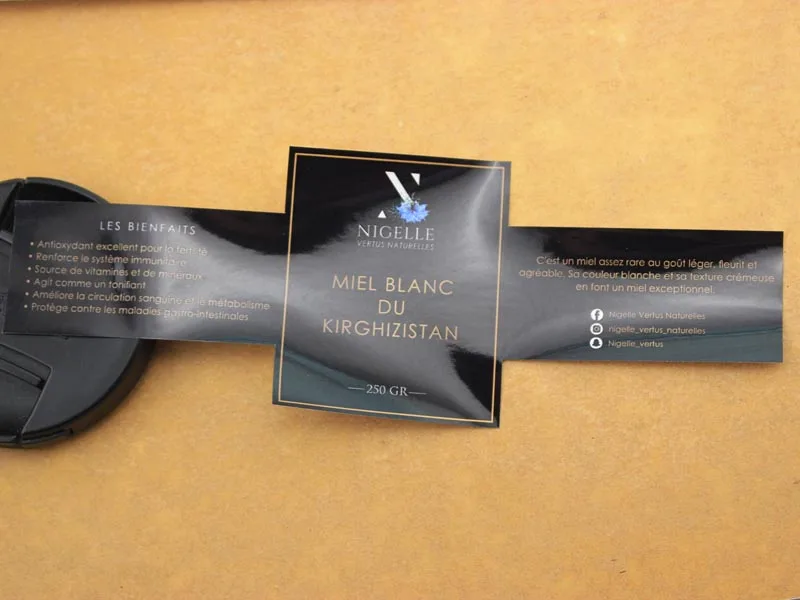 LES BIENFAITS
• Antioxydant excellent pour la fertilité
• Renforce le système immunitaire
• Source de vitamines et de minéraux
• Agit comme un tonifiant
• Améliore la circulation sanguine et le métabolisme
• Protège contre les maladies gastro-intestinales
NIGELLE
VERTUS NATURELLES
MIEL BLANC
DU
KIRGHIZISTAN
250 GR
C'est un miel assez rare au goût léger, fleurit et
agréable. Sa couleur blanche et sa texture crémeuse
en font un miel exceptionnel.
Nigelle Vertus Naturelles
nigelle_vertus_naturelles
Nigelle_vertus